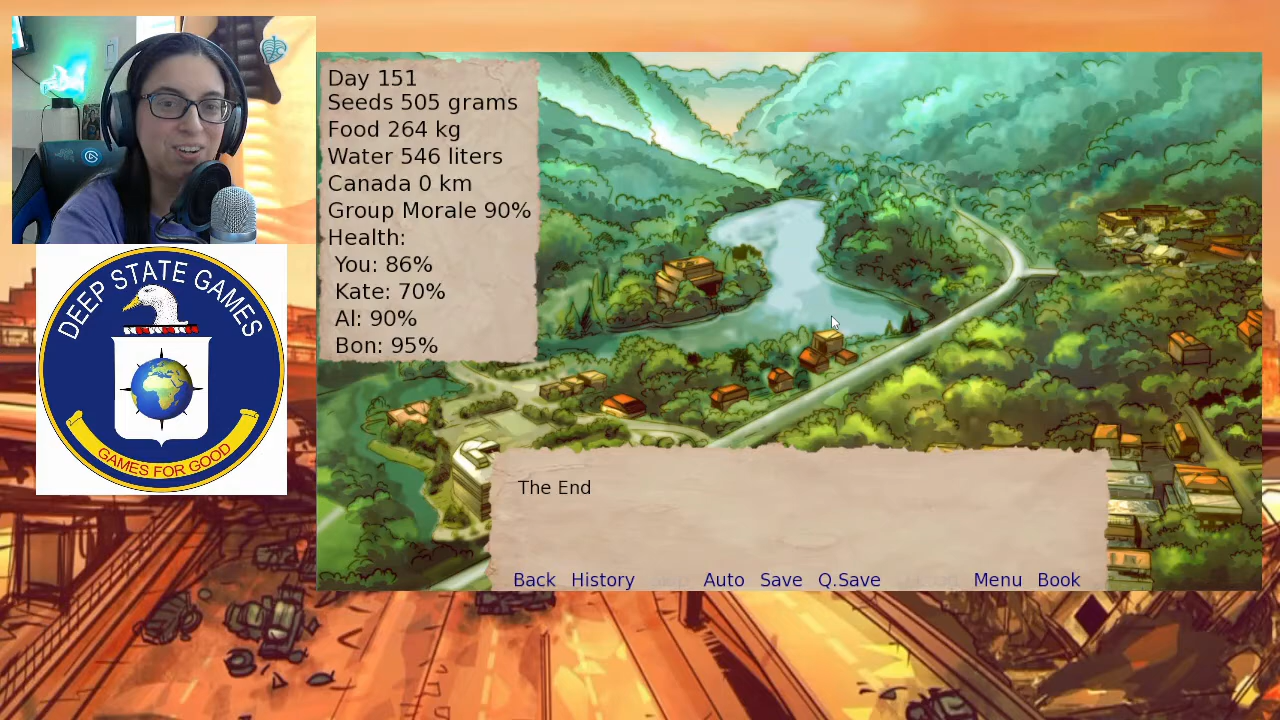 Day 151
Seeds 505 grams
Food 264 kg
Water 546 liters
Canada 0 km
Group Morale 90%
Health:
You: 86%
Kate: 70%
Al: 90%
Bon: 95%
DEEP STATE GAMES
GAMES FOR GOOD
The End
Back History Auto Save Q.Save Menu Book